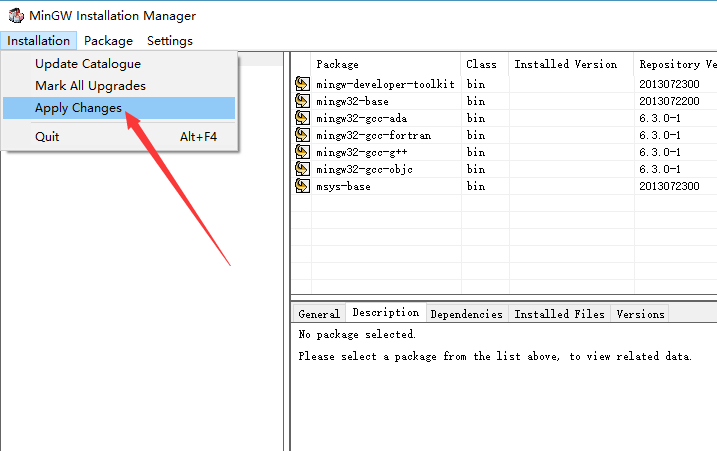 MinGW Installation Manager
Installation Package Settings
Update Catalogue
Mark All Upgrades
Apply Changes
Quit Alt+F4
Package Class Installed Version Repository Ve
mingw-developer-toolkit bin 2013072300
mingw32-base bin 2013072200
mingw32-gcc-ada bin 6.3.0-1
mingw32-gcc-fortran bin 6.3.0-1
mingw32-gcc-g++ bin 6.3.0-1
mingw32-gcc-objc bin 6.3.0-1
msys-base bin 2013072300
General Description Dependencies Installed Files Versions
No package selected.
Please select a package from the list above, to view related data.